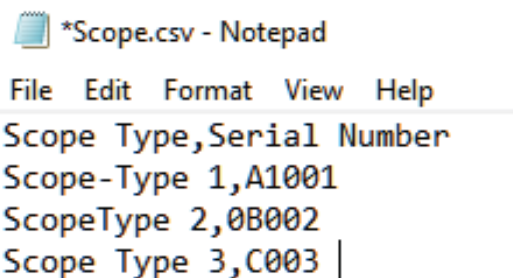 *Scope.csv - Notepad
File Edit Format View Help
Scope Type,Serial Number
Scope-Type 1,A1001
ScopeType 2,0B002
Scope Type 3,C003